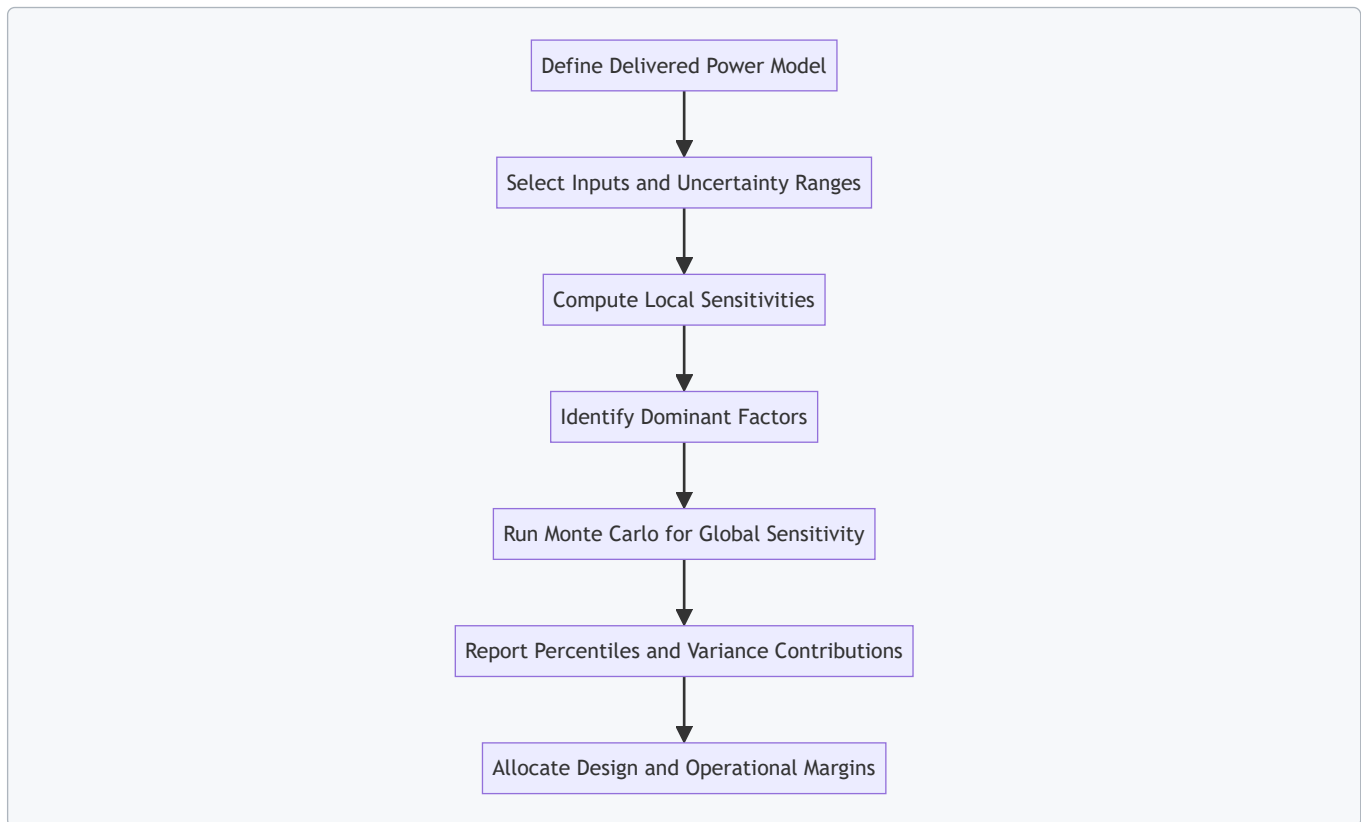 Define Delivered Power Model
Select Inputs and Uncertainty Ranges
Compute Local Sensitivities
Identify Dominant Factors
Run Monte Carlo for Global Sensitivity
Report Percentiles and Variance Contributions
Allocate Design and Operational Margins